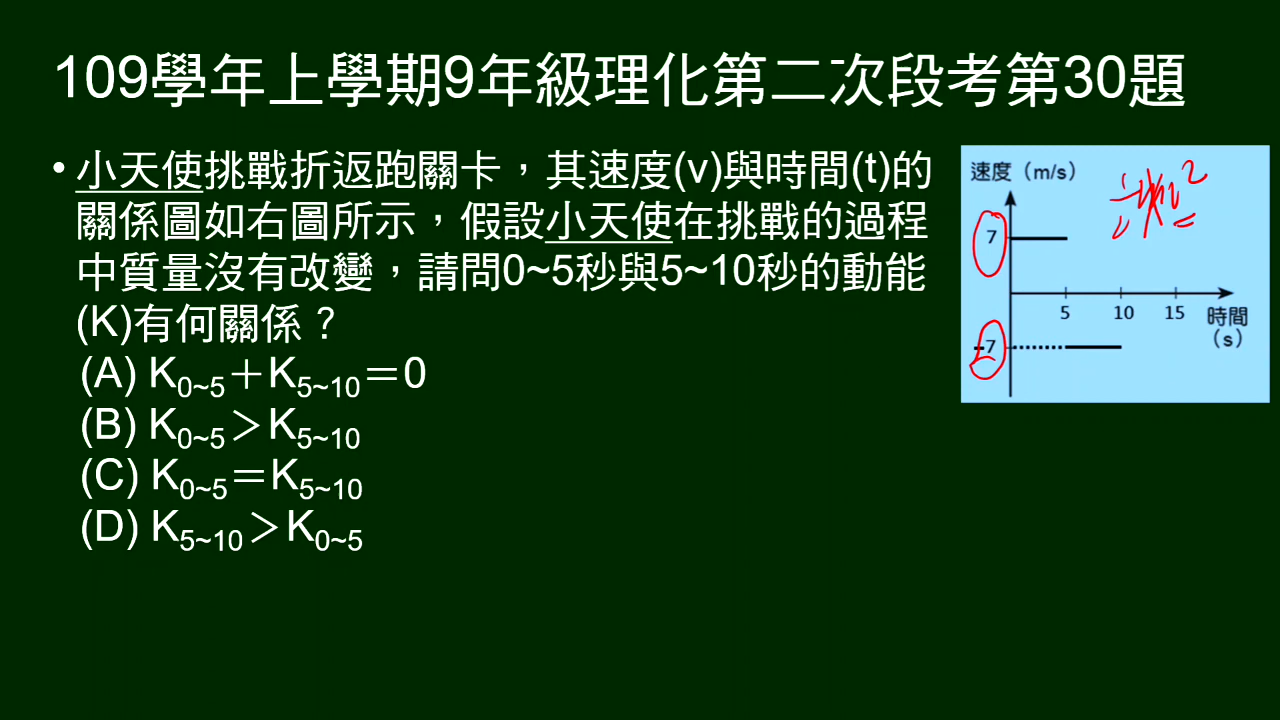 109學年上學期9年級理化第二次段考第30題
• 小天使挑戰折返跑關卡，其速度(v)與時間(t)的
關係圖如右圖所示，假設小天使在挑戰的過程
中質量沒有改變，請問0~5秒與5~10秒的動能
(K)有何關係？
(A) K0~5＋K5~10＝0
(B) K0~5＞K5~10
(C) K0~5＝K5~10
(D) K5~10＞K0~5
速度（m/s）
7
5 10 15 時間
（s）
-7